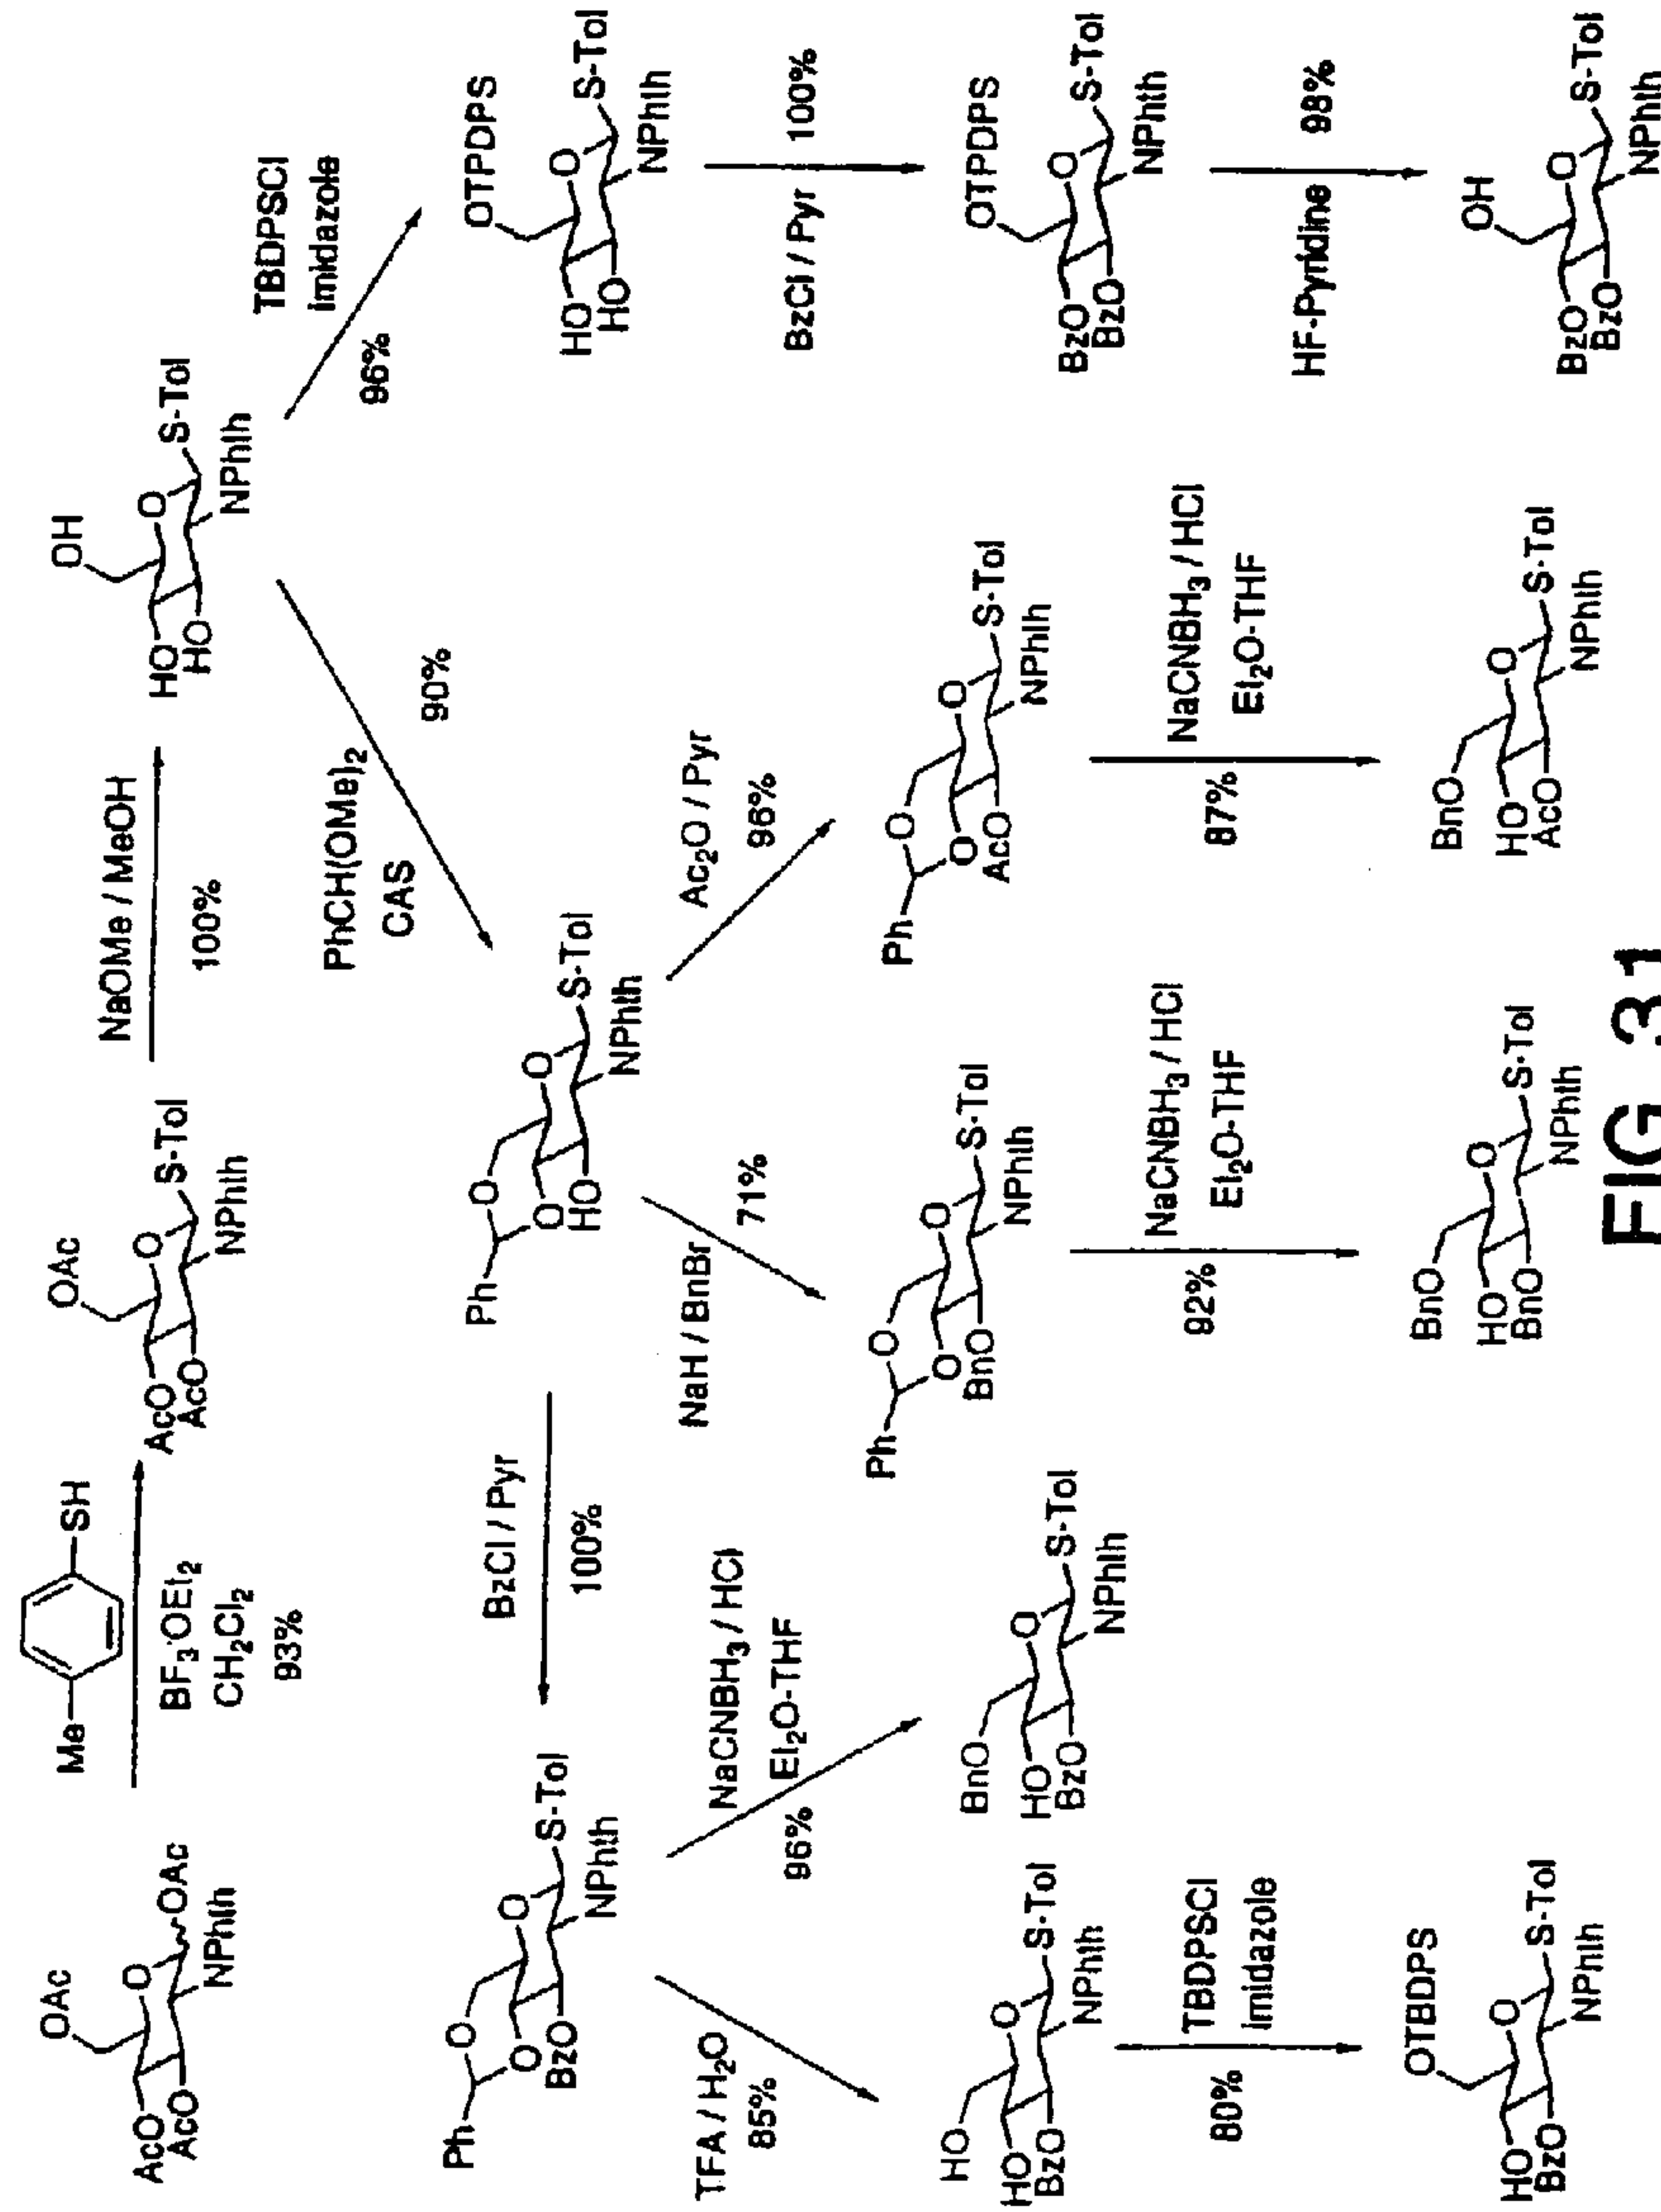 OAc
AcO
AcO
O
OAc
NPhth
Me
SH
BF3·OEt2
CH2Cl2
93%
OAc
AcO
AcO
O
S-Tol
NPhth
NaOMe / MeOH
100%
OH
HO
HO
O
S-Tol
NPhth
TBDPSCl
imidazole
96%
PhCH(OMe)2
CAS
90%
OTPDPS
HO
HO
O
S-Tol
NPhth
BzCl / Pyr
100%
OTPDPS
BzO
BzO
O
S-Tol
NPhth
HF-Pyridine
98%
OH
BzO
BzO
O
S-Tol
NPhth
Ph
O
O
HO
O
S-Tol
NPhth
BzCl / Pyr
100%
NaH / BnBr
71%
Ac2O / Pyr
96%
Ph
O
O
BzO
O
S-Tol
NPhth
TFA / H2O
85%
NaCNBH3 / HCl
Et2O-THF
96%
HO
HO
BzO
O
S-Tol
NPhth
TBDPSCl
imidazole
80%
OTBDPS
HO
BzO
O
S-Tol
NPhth
BnO
HO
BzO
O
S-Tol
NPhth
Ph
O
O
BnO
O
S-Tol
NPhth
NaCNBH3 / HCl
Et2O-THF
92%
BnO
HO
BnO
O
S-Tol
NPhth
Ph
O
O
AcO
O
S-Tol
NPhth
NaCNBH3 / HCl
Et2O-THF
87%
BnO
HO
AcO
O
S-Tol
NPhth
FIG 31